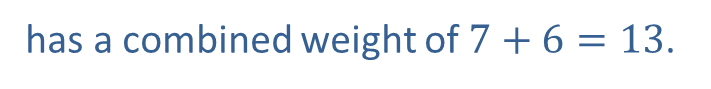 has a combined weight of 7 + 6 = 13.